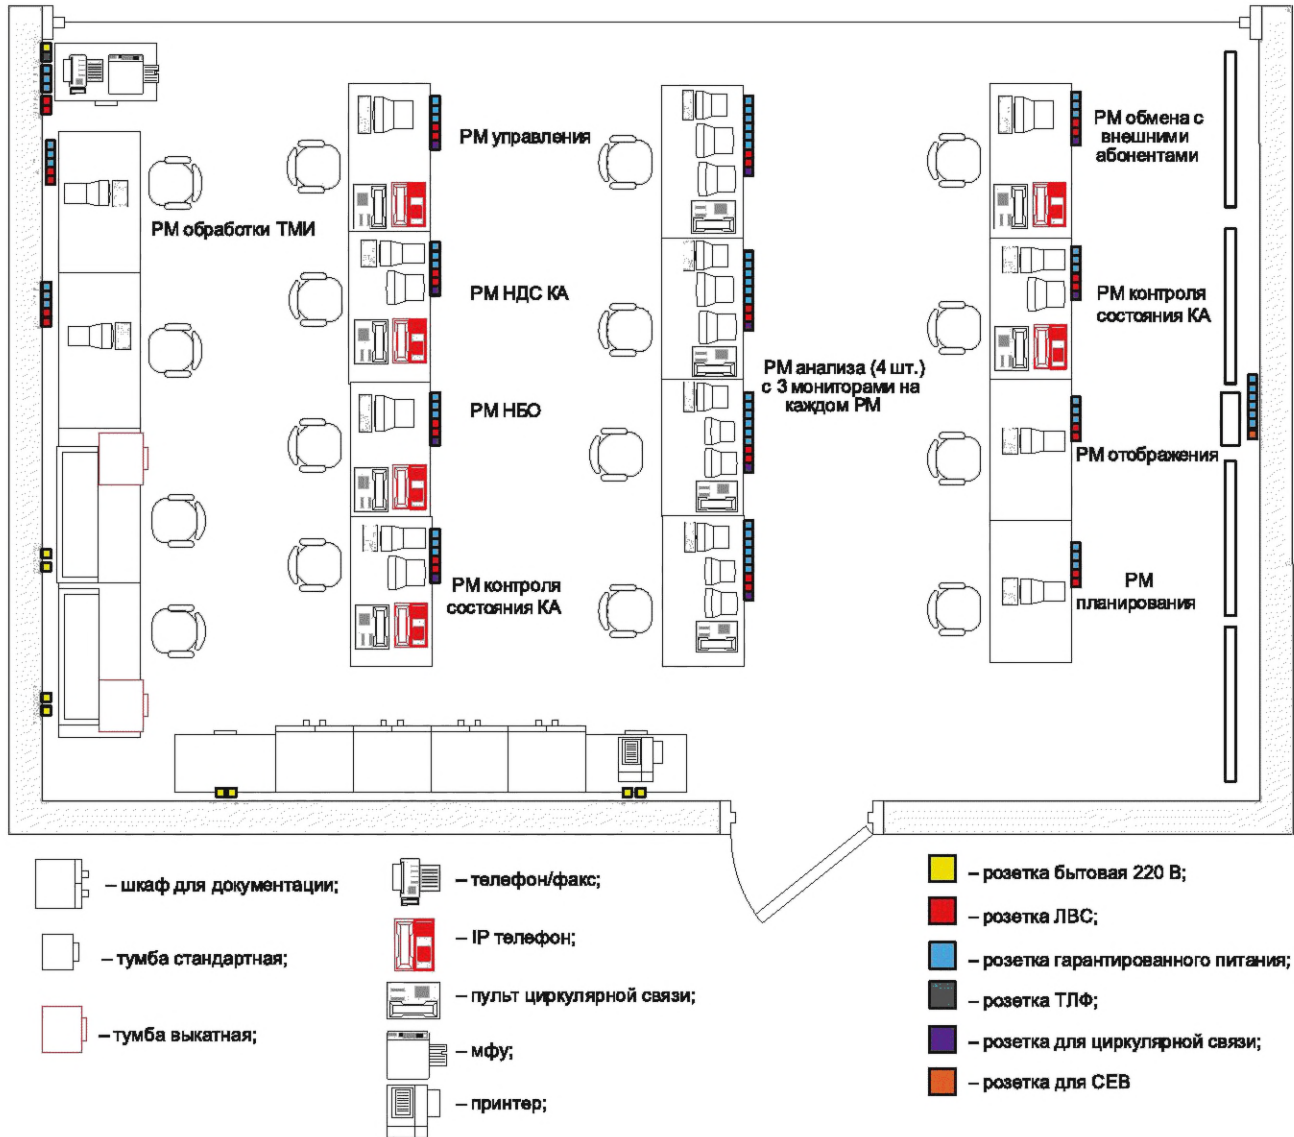 РМ управления
РМ обмена с
внешними
абонентами
РМ обработки ТМИ
РМ НДС КА
РМ контроля
состояния КА
РМ анализа (4 шт.)
с 3 мониторами на
каждом РМ
РМ НБО
РМ отображения
РМ контроля
состояния КА
РМ
планирования
– шкаф для документации;
– тумба стандартная;
– тумба выкатная;
– телефон/факс;
– IP телефон;
– пульт циркулярной связи;
– мфу;
– принтер;
– розетка бытовая 220 В;
– розетка ЛВС;
– розетка гарантированного питания;
– розетка ТЛФ;
– розетка для циркулярной связи;
– розетка для СЕВ